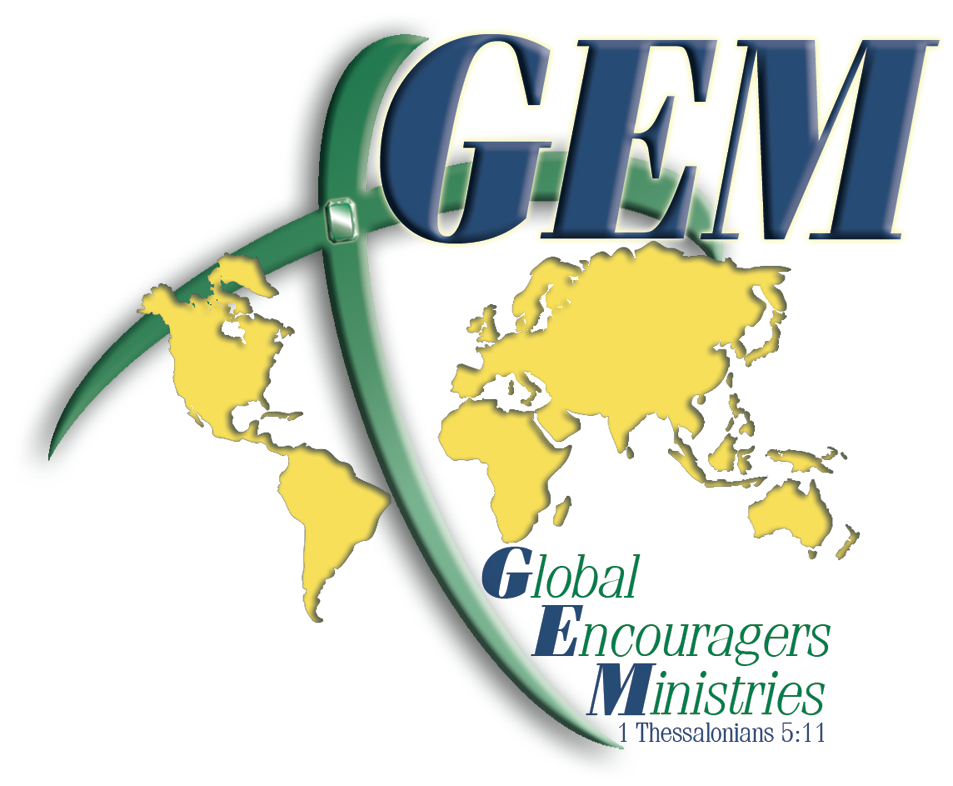 GEM
Global
Encouragers
Ministries
1 Thessalonians 5:11